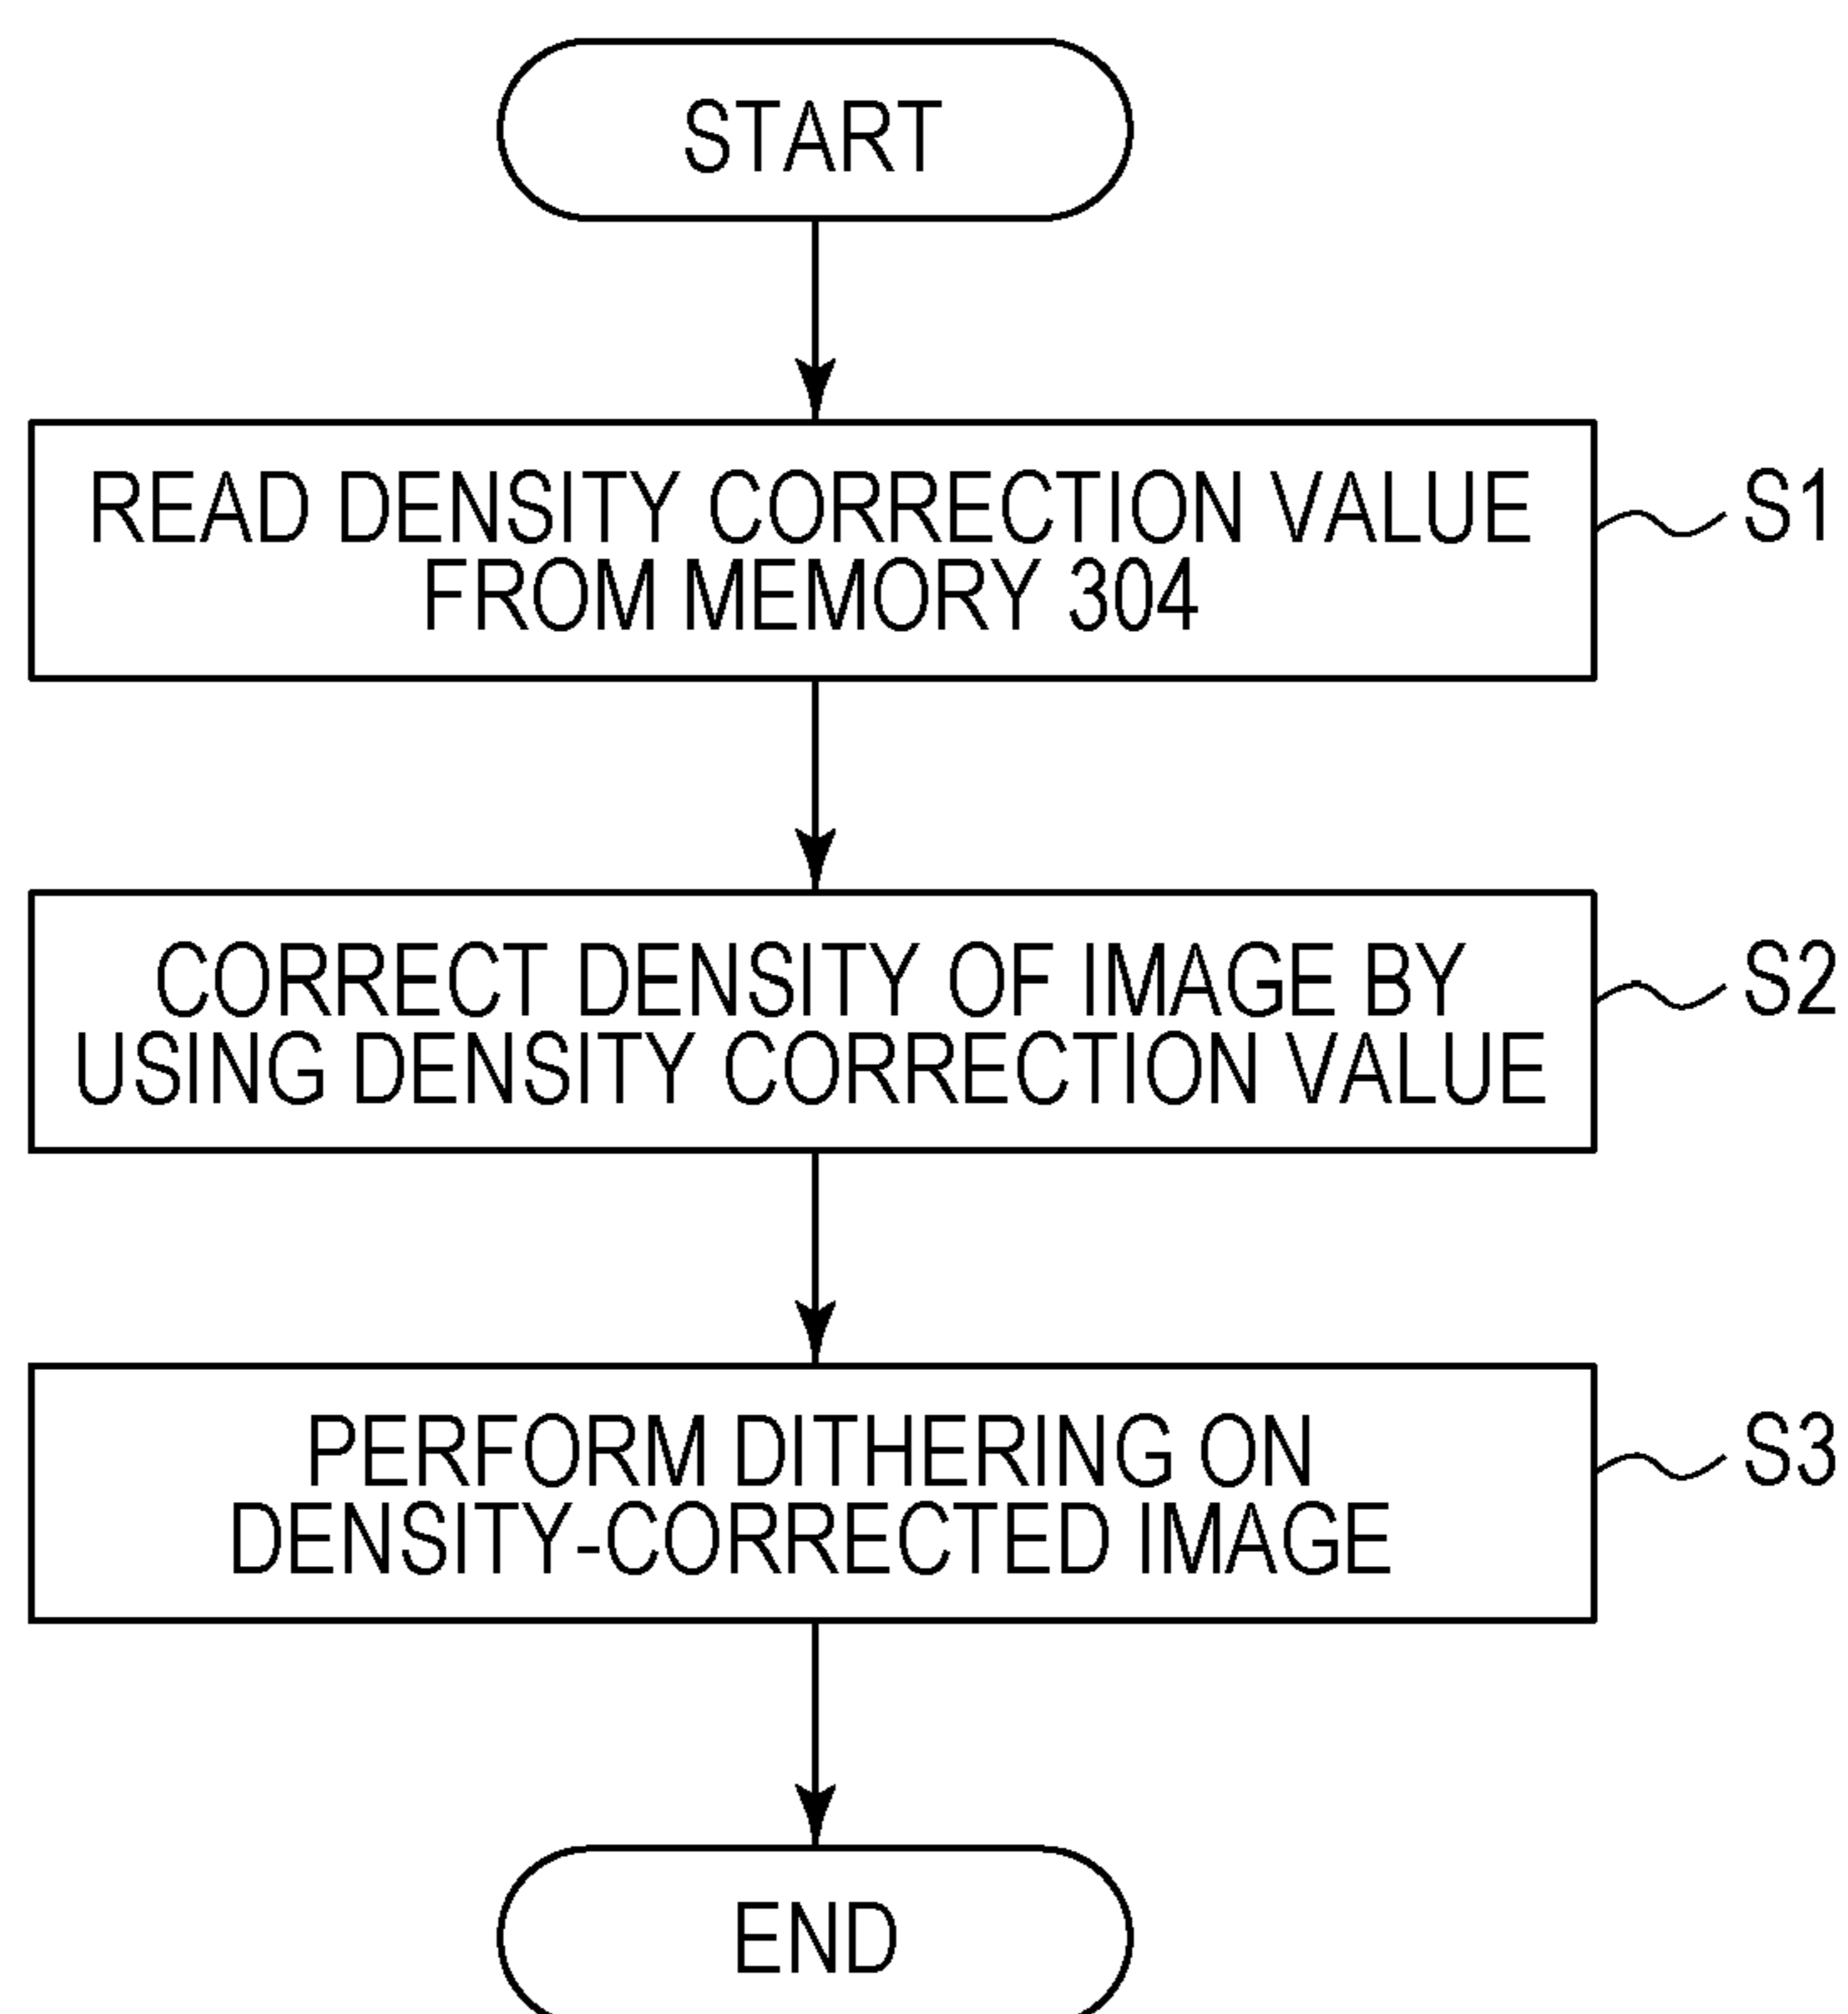 START
READ DENSITY CORRECTION VALUE
FROM MEMORY 304
S1
CORRECT DENSITY OF IMAGE BY
USING DENSITY CORRECTION VALUE
S2
PERFORM DITHERING ON
DENSITY-CORRECTED IMAGE
S3
END